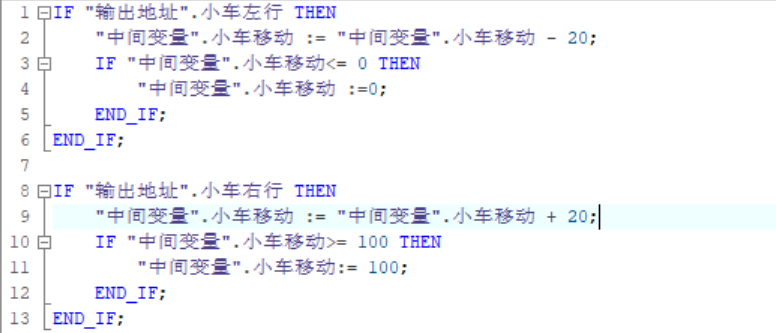 1 IF "输出地址".小车左行 THEN
2 "中间变量".小车移动 := "中间变量".小车移动 - 20;
3 IF "中间变量".小车移动<= 0 THEN
4 "中间变量".小车移动 :=0;
5 END_IF;
6 END_IF;
7
8 IF "输出地址".小车右行 THEN
9 "中间变量".小车移动 := "中间变量".小车移动 + 20;
10 IF "中间变量".小车移动>= 100 THEN
11 "中间变量".小车移动:= 100;
12 END_IF;
13 END_IF;